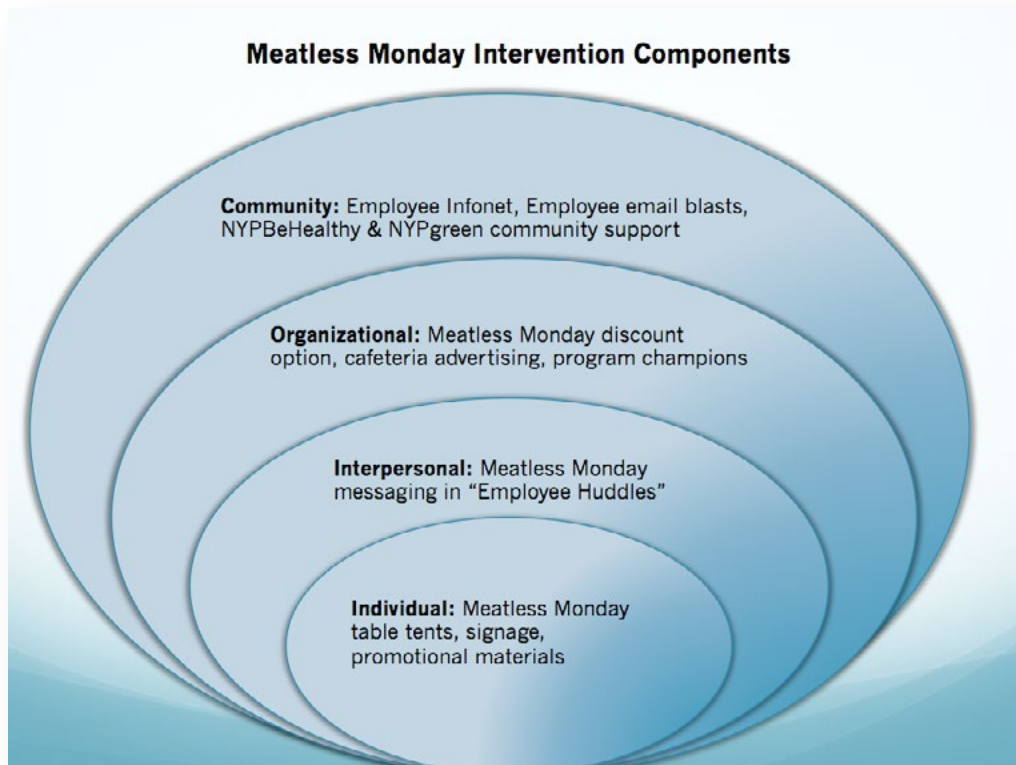 Meatless Monday Intervention Components
Community: Employee Infonet, Employee email blasts,
NYPBeHealthy & NYPgreen community support
Organizational: Meatless Monday discount
option, cafeteria advertising, program champions
Interpersonal: Meatless Monday
messaging in “Employee Huddles”
Individual: Meatless Monday
table tents, signage,
promotional materials